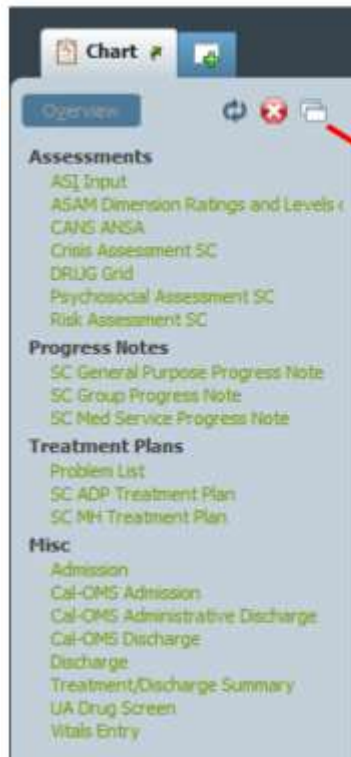 Chart
Overview
Assessments
ASI Input
ASAM Dimension Ratings and Levels
CANS ANSA
Crisis Assessment SC
DRUG Grid
Psychosocial Assessment SC
Risk Assessment SC
Progress Notes
SC General Purpose Progress Note
SC Group Progress Note
SC Med Service Progress Note
Treatment Plans
Problem List
SC ADP Treatment Plan
SC MH Treatment Plan
Misc
Admission
Cal-OMS Admission
Cal-OMS Administrative Discharge
Cal-OMS Discharge
Discharge
Treatment/Discharge Summary
UA Drug Screen
Vitals Entry